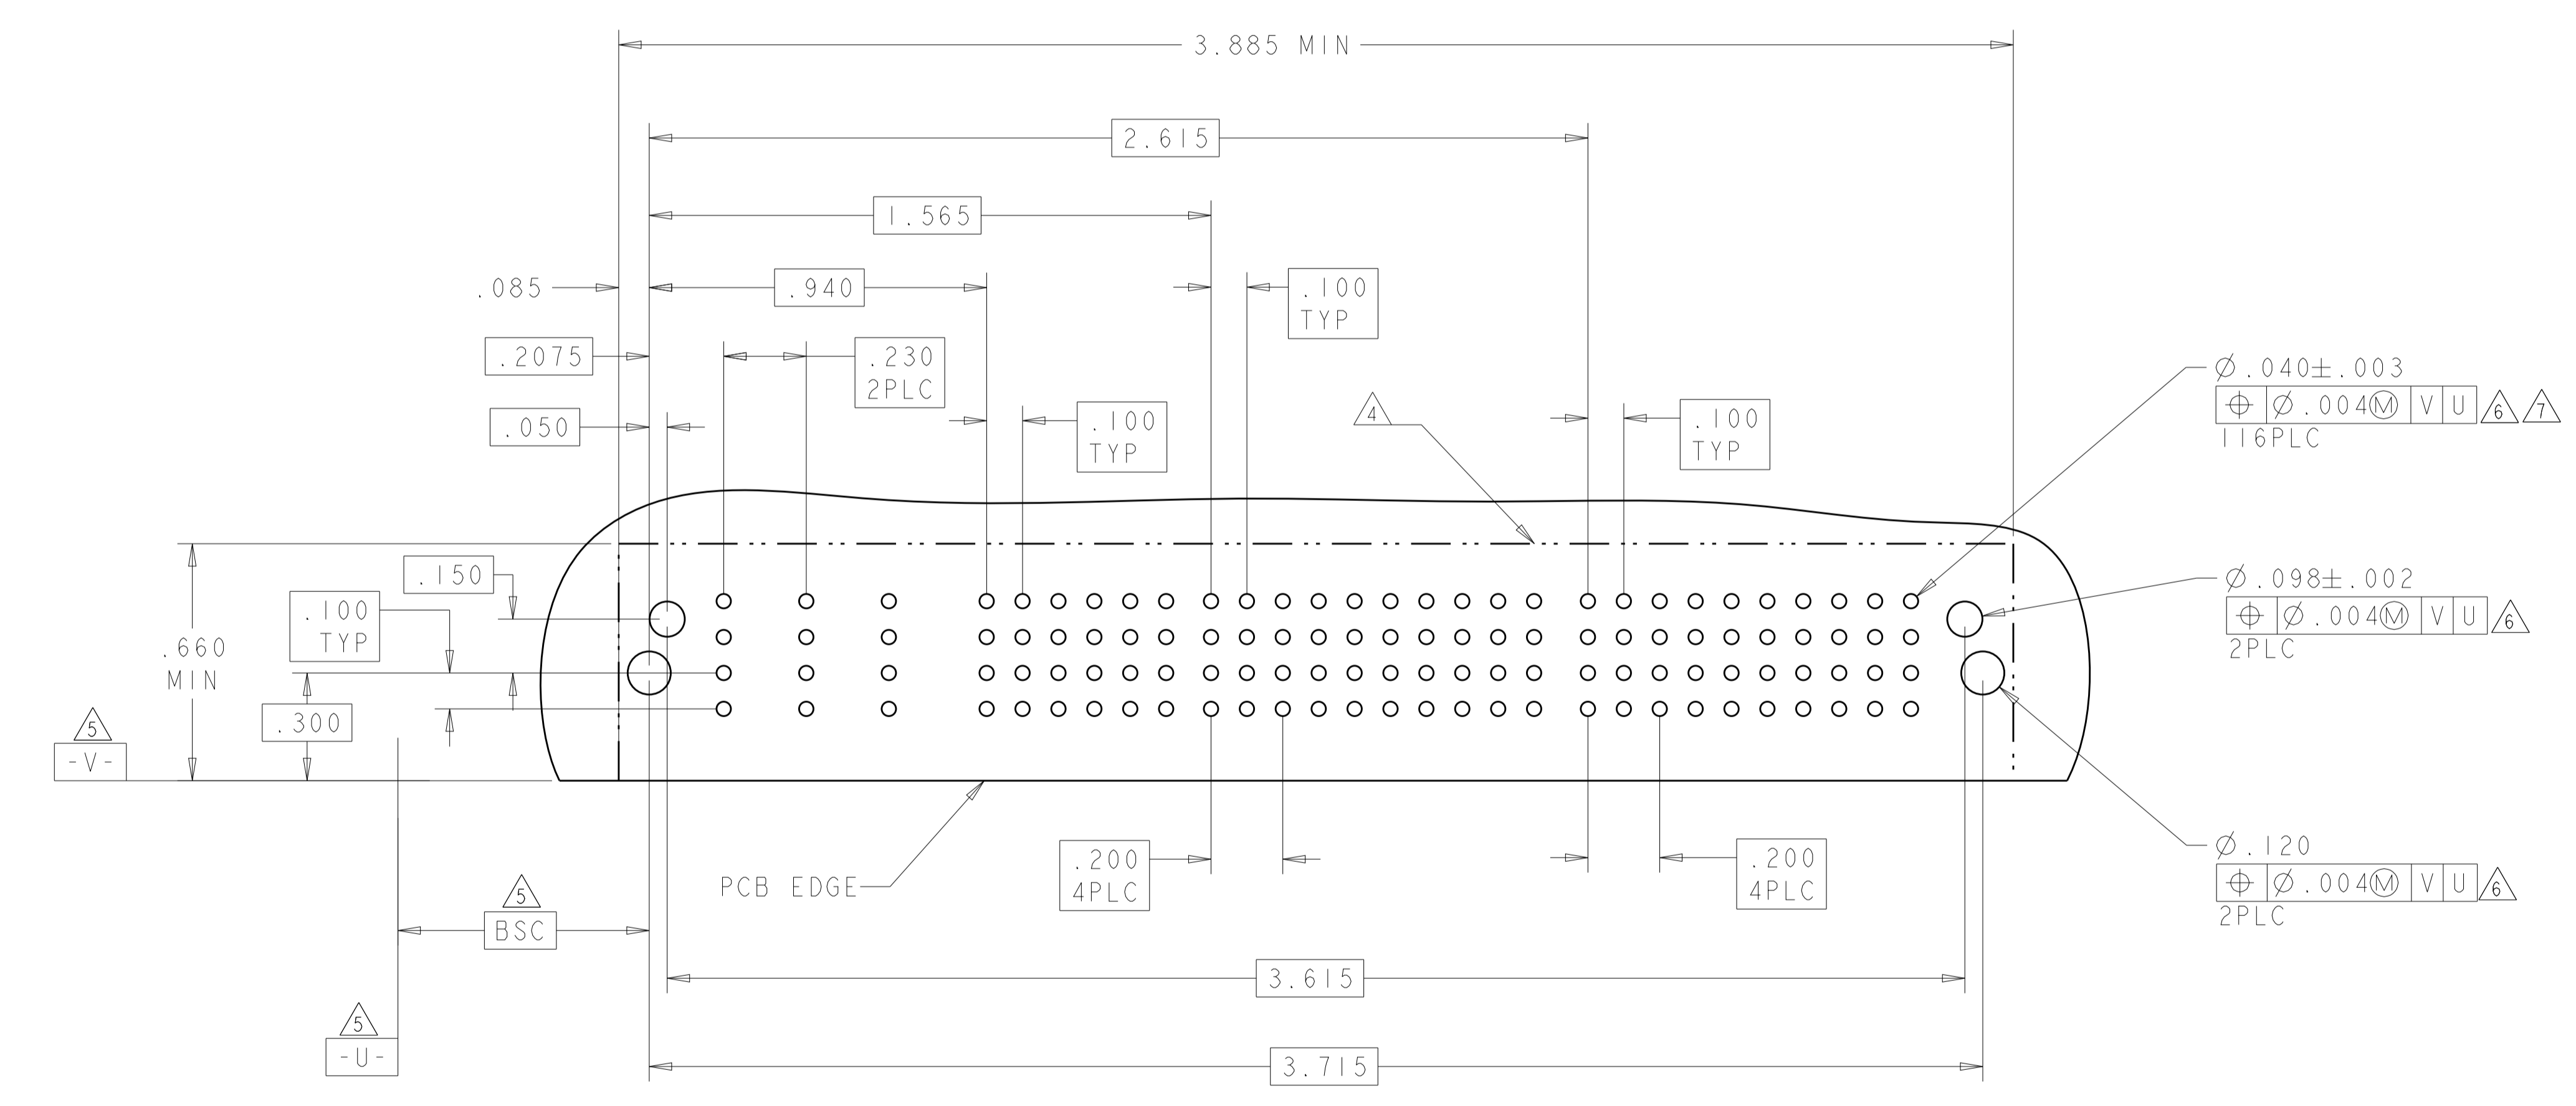 3.885 MIN
2.615
1.565
.085
.940
.100
TYP
.2075
.230
2PLC
.050
.100
TYP
4
.100
TYP
Ø.040±.003
⌖ Ø.004Ⓜ V U 6 7
116PLC
.150
.100
TYP
.660
MIN
.300
5
-V-
Ø.098±.002
⌖ Ø.004Ⓜ V U 6
2PLC
PCB EDGE
.200
4PLC
.200
4PLC
Ø.120
⌖ Ø.004Ⓜ V U 6
2PLC
5
BSC
3.615
5
-U-
3.715